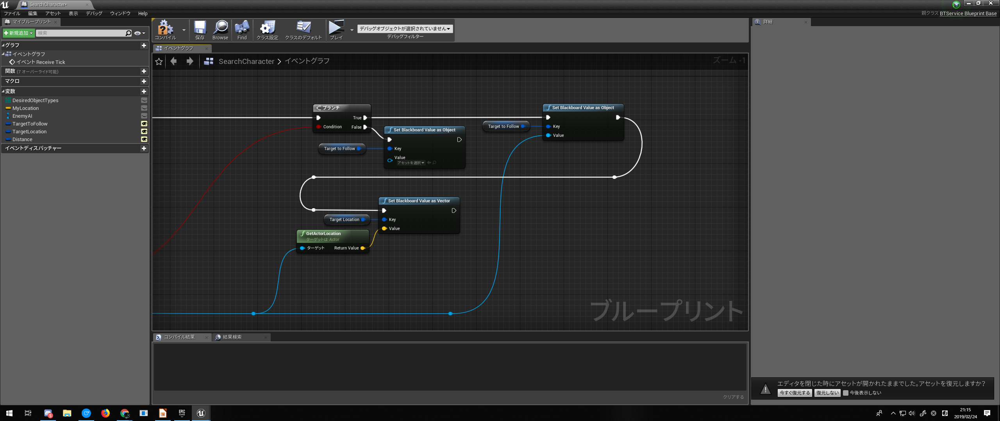 SearchCharacter*
ファイル 編集 アセット 表示 デバッグ ウィンドウ Help
親クラス BTService Blueprint Base
マイブループリント
新規追加 検索
グラフ
イベントグラフ
イベント Receive Tick
関数 (7 オーバーライド可能)
マクロ
変数
DesiredObjectTypes
MyLocation
EnemyAI
TargetToFollow
TargetLocation
Distance
イベントディスパッチャー
コンパイル 保存 Browse Find クラス設定 クラスのデフォルト プレイ
デバッグオブジェクトが選択されていません
デバッグフィルター
イベントグラフ
SearchCharacter > イベントグラフ
ズーム -1
ブランチ
True
Condition False
Set Blackboard Value as Object
Target to Follow
Key
Value
アセットを選択
Set Blackboard Value as Object
Target to Follow
Key
Value
Set Blackboard Value as Vector
Target Location
Key
Value
GetActorLocation
ターゲットは Actor
ターゲット Return Value
ブループリント
コンパイル結果 結果検索
クリアする
詳細
エディタを閉じた時にアセットが開かれたままでした。アセットを復元しますか?
今すぐ復元する 復元しない 今後表示しない
5
EPIC
GAMES
21:15
2019/02/24